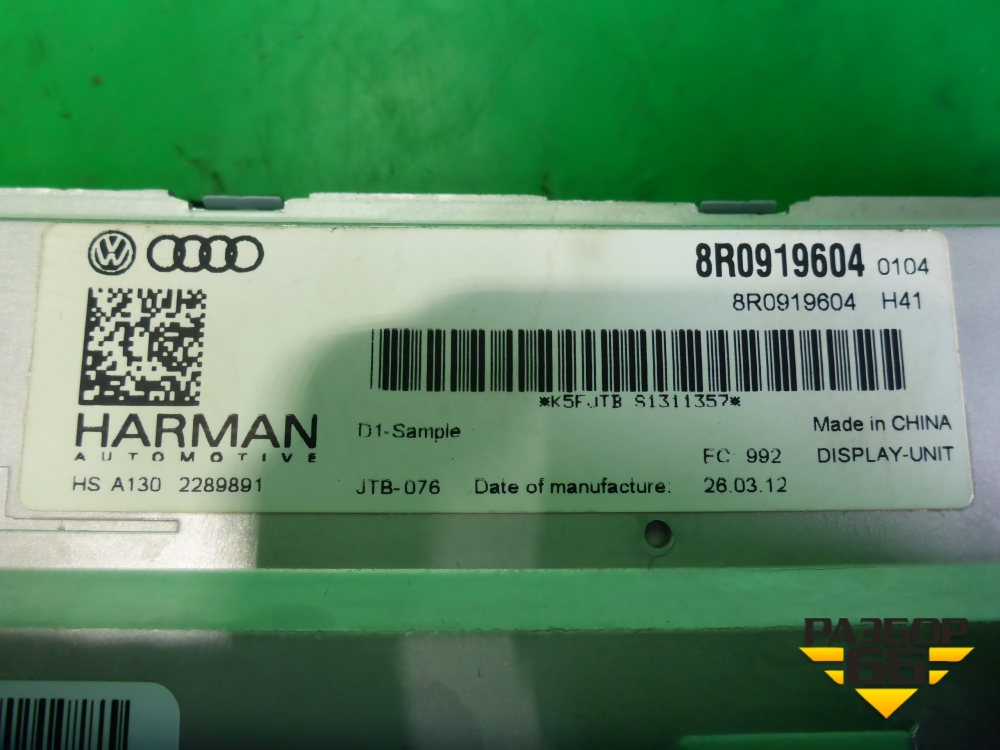 8R0919604 0104
8R0919604 H41
*K5FJTB S1311357*
HARMAN
AUTOMOTIVE
D1-Sample
Made in CHINA
FC 992 DISPLAY-UNIT
HS A130 2289891 JTB-076 Date of manufacture: 26.03.12
РАЗБОР
66